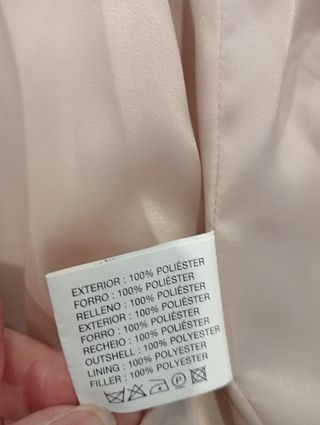 EXTERIOR : 100% POLIÉSTER
FORRO : 100% POLIÉSTER
RELLENO : 100% POLIÉSTER
EXTERIOR : 100% POLIÉSTER
FORRO : 100% POLIÉSTER
RECHEIO : 100% POLIÉSTER
OUTSHELL : 100% POLYESTER
LINING : 100% POLYESTER
FILLER : 100% POLYESTER